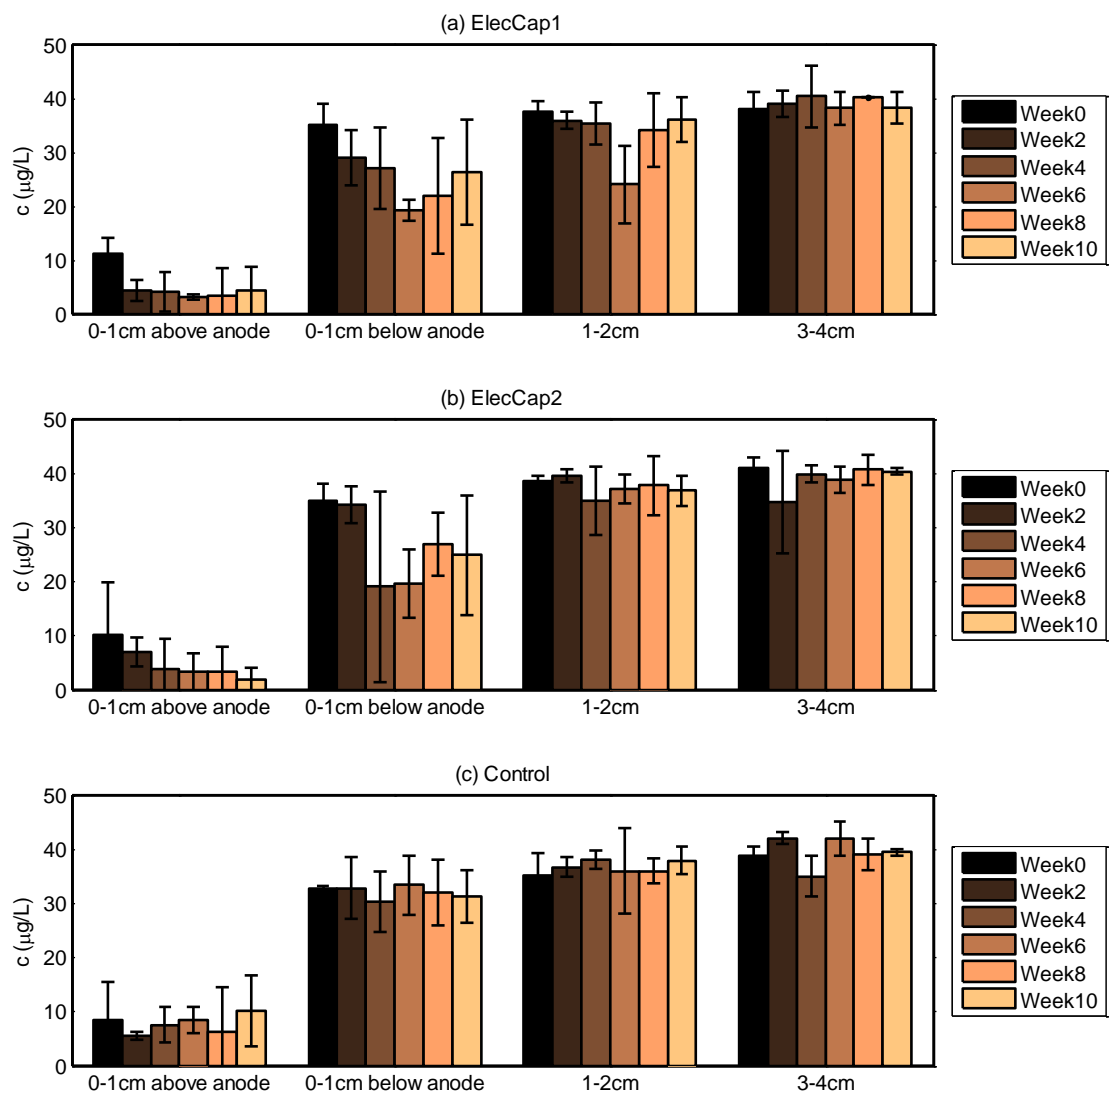 (a) ElecCap1
50
40
30
20
10
0
c (μg/L)
0-1cm above anode 0-1cm below anode 1-2cm 3-4cm
Week0
Week2
Week4
Week6
Week8
Week10
(b) ElecCap2
50
40
30
20
10
0
c (μg/L)
0-1cm above anode 0-1cm below anode 1-2cm 3-4cm
Week0
Week2
Week4
Week6
Week8
Week10
(c) Control
50
40
30
20
10
0
c (μg/L)
0-1cm above anode 0-1cm below anode 1-2cm 3-4cm
Week0
Week2
Week4
Week6
Week8
Week10